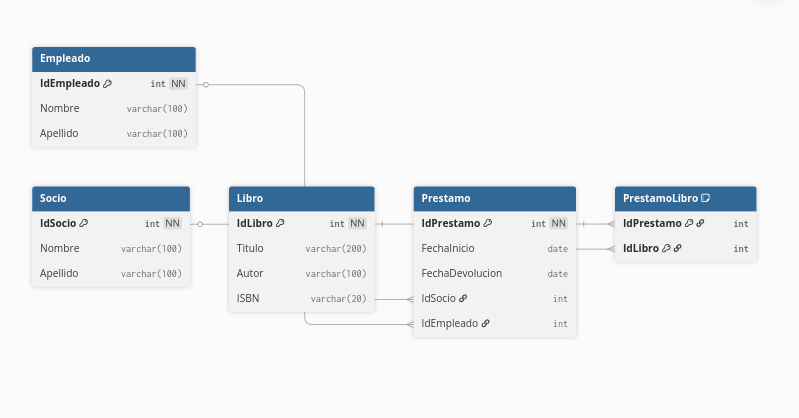 Empleado
IdEmpleado int NN
Nombre varchar(100)
Apellido varchar(100)
Socio
IdSocio int NN
Nombre varchar(100)
Apellido varchar(100)
Libro
IdLibro int NN
Titulo varchar(200)
Autor varchar(100)
ISBN varchar(20)
Prestamo
IdPrestamo int NN
FechaInicio date
FechaDevolucion date
IdSocio int
IdEmpleado int
PrestamoLibro
IdPrestamo int
IdLibro int